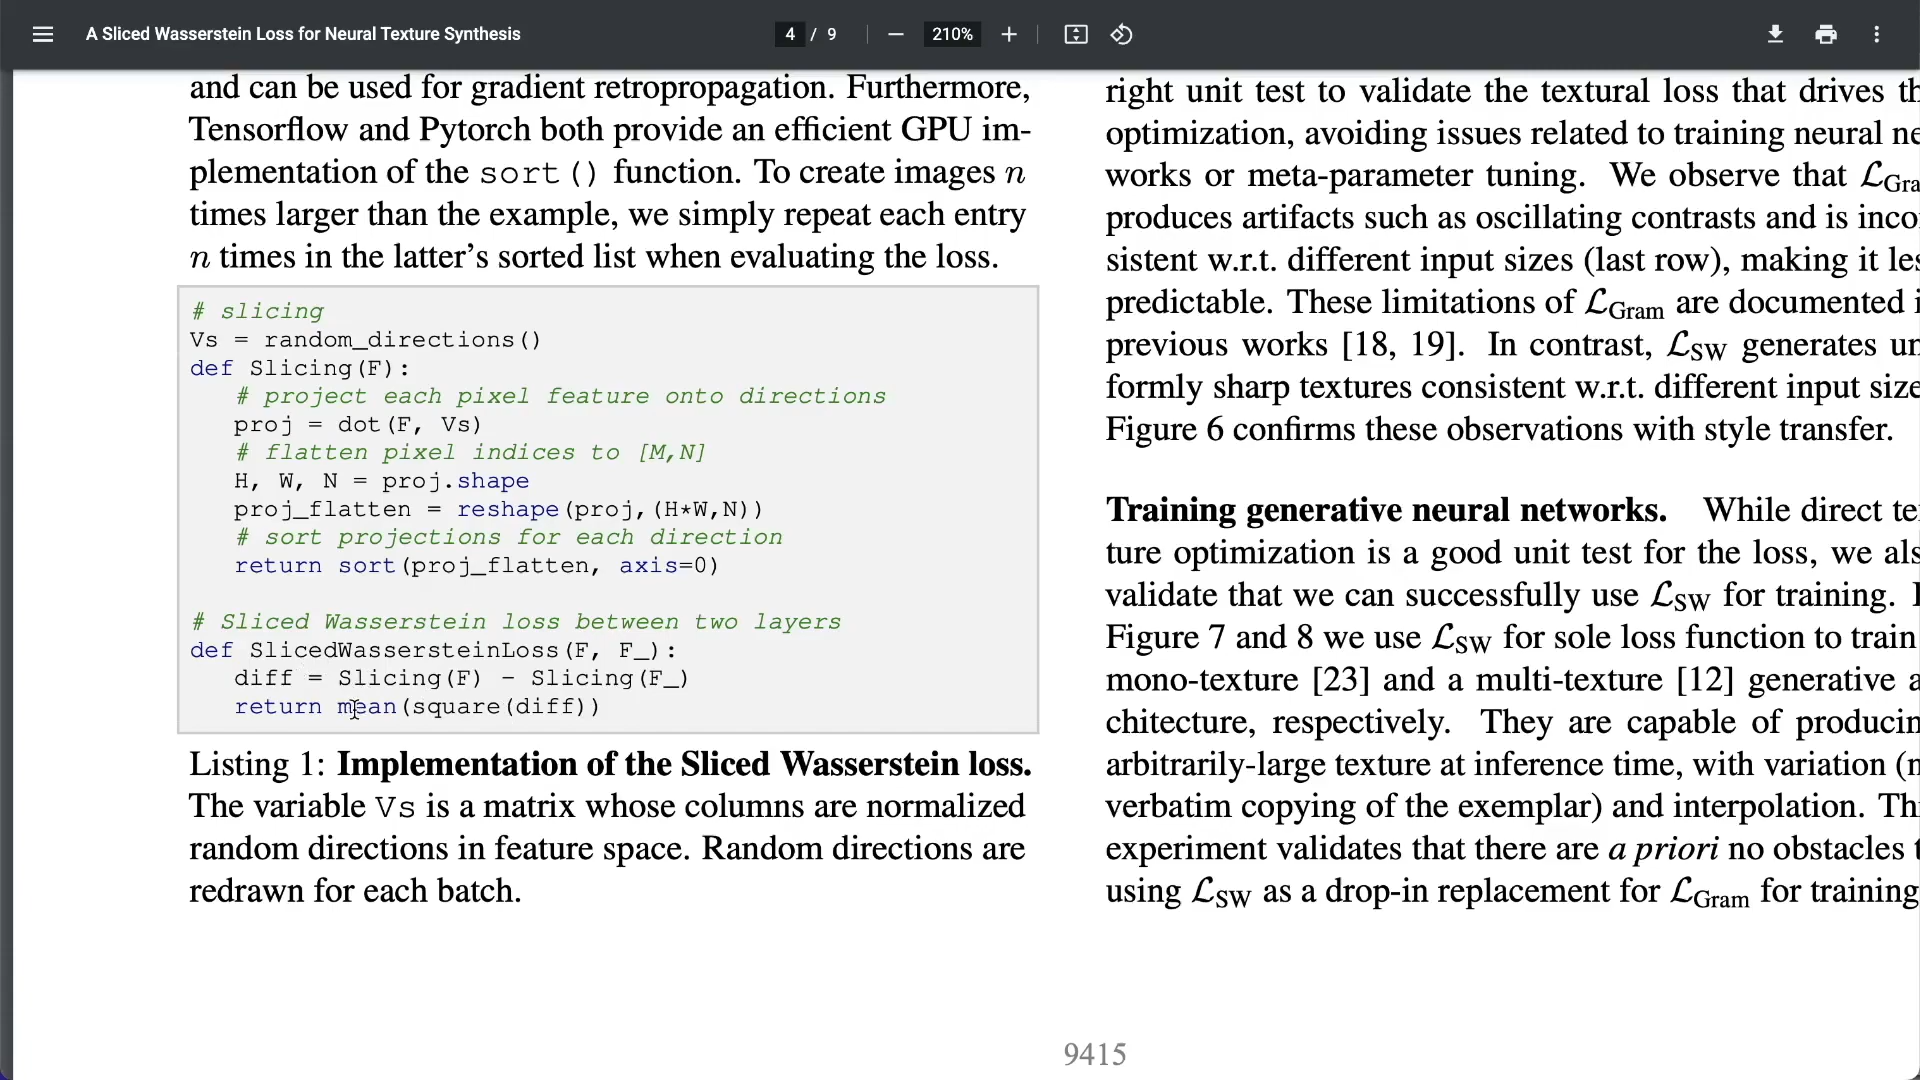 A Sliced Wasserstein Loss for Neural Texture Synthesis
4 / 9
210%
and can be used for gradient retropropagation. Furthermore,
Tensorflow and Pytorch both provide an efficient GPU im-
plementation of the sort() function. To create images n
times larger than the example, we simply repeat each entry
n times in the latter's sorted list when evaluating the loss.
# slicing
Vs = random_directions()
def Slicing(F):
# project each pixel feature onto directions
proj = dot(F, Vs)
# flatten pixel indices to [M,N]
H, W, N = proj.shape
proj_flatten = reshape(proj,(H*W,N))
# sort projections for each direction
return sort(proj_flatten, axis=0)
# Sliced Wasserstein loss between two layers
def SlicedWassersteinLoss(F, F_):
diff = Slicing(F) - Slicing(F_)
return mean(square(diff))
Listing 1: Implementation of the Sliced Wasserstein loss.
The variable Vs is a matrix whose columns are normalized
random directions in feature space. Random directions are
redrawn for each batch.
right unit test to validate the textural loss that drives th
optimization, avoiding issues related to training neural ne
works or meta-parameter tuning. We observe that ℒGra
produces artifacts such as oscillating contrasts and is inco
sistent w.r.t. different input sizes (last row), making it les
predictable. These limitations of ℒGram are documented i
previous works [18, 19]. In contrast, ℒSW generates un
formly sharp textures consistent w.r.t. different input size
Figure 6 confirms these observations with style transfer.
Training generative neural networks. While direct te
ture optimization is a good unit test for the loss, we als
validate that we can successfully use ℒSW for training. I
Figure 7 and 8 we use ℒSW for sole loss function to train
mono-texture [23] and a multi-texture [12] generative a
chitecture, respectively. They are capable of producin
arbitrarily-large texture at inference time, with variation (n
verbatim copying of the exemplar) and interpolation. Th
experiment validates that there are a priori no obstacles t
using ℒSW as a drop-in replacement for ℒGram for training
9415